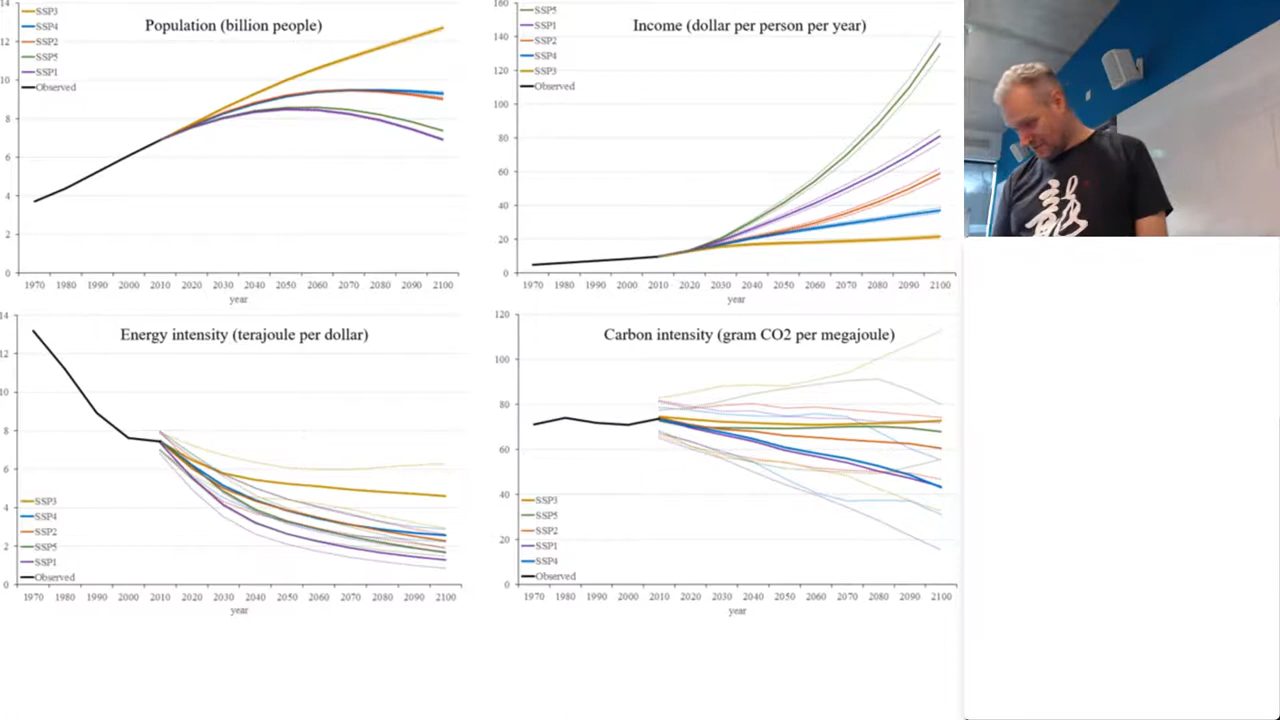 Population (billion people)
SSP3
SSP4
SSP2
SSP5
SSP1
Observed
14
12
10
8
6
4
2
0
1970 1980 1990 2000 2010 2020 2030 2040 2050 2060 2070 2080 2090 2100
year
Income (dollar per person per year)
SSP5
SSP1
SSP2
SSP4
SSP3
Observed
160
140
120
100
80
60
40
20
0
1970 1980 1990 2000 2010 2020 2030 2040 2050 2060 2070 2080 2090 2100
year
龍
Energy intensity (terajoule per dollar)
14
12
10
8
6
4
2
0
SSP3
SSP4
SSP2
SSP5
SSP1
Observed
1970 1980 1990 2000 2010 2020 2030 2040 2050 2060 2070 2080 2090 2100
year
Carbon intensity (gram CO2 per megajoule)
120
100
80
60
40
20
0
SSP3
SSP5
SSP2
SSP1
SSP4
Observed
1970 1980 1990 2000 2010 2020 2030 2040 2050 2060 2070 2080 2090 2100
year